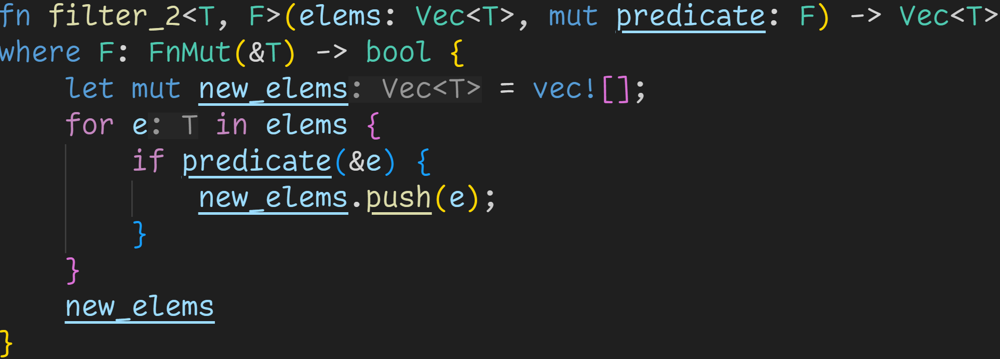 fn filter_2<T, F>(elems: Vec<T>, mut predicate: F) -> Vec<T>
where F: FnMut(&T) -> bool {
    let mut new_elems: Vec<T> = vec![];
    for e: T in elems {
        if predicate(&e) {
            new_elems.push(e);
        }
    }
    new_elems
}